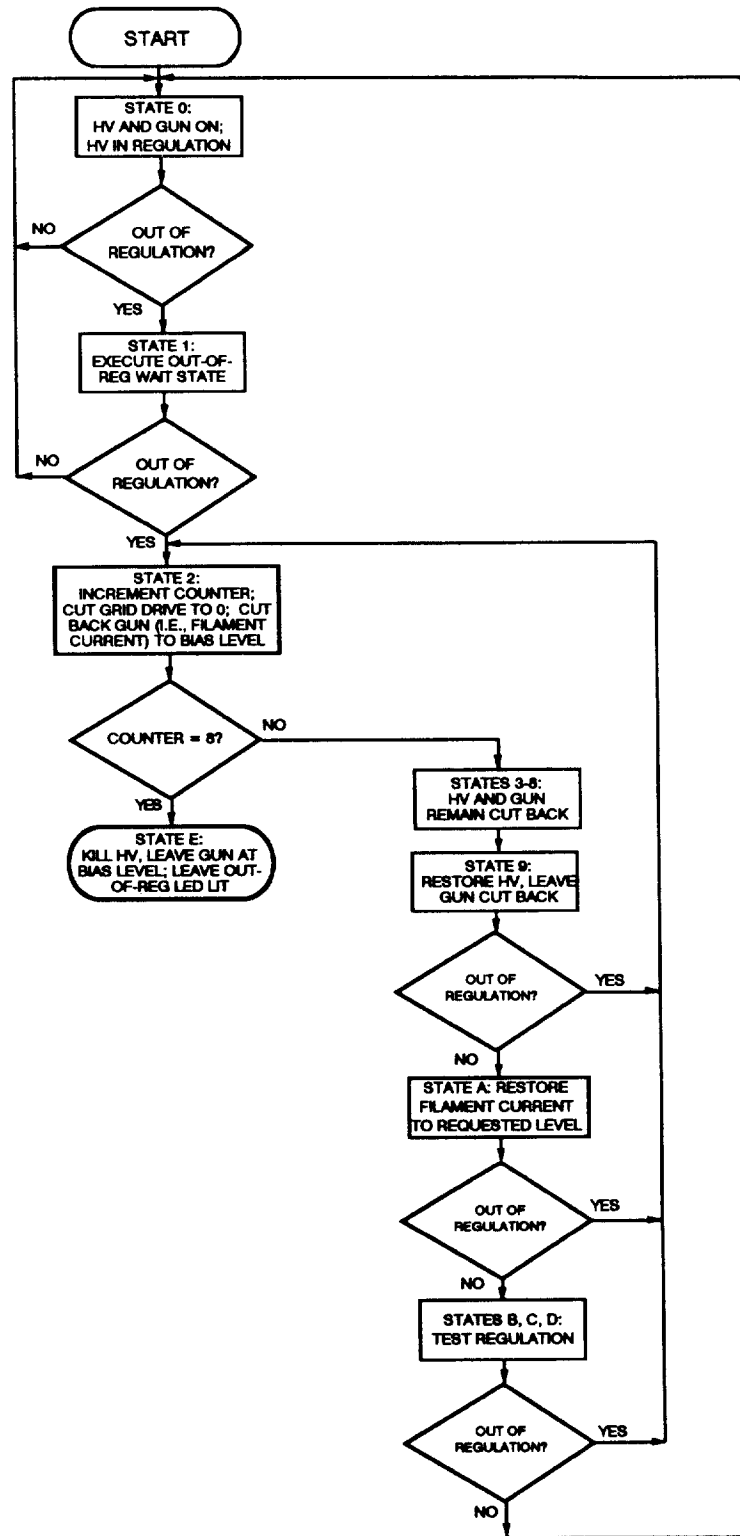 START
STATE 0:
HV AND GUN ON;
HV IN REGULATION
OUT OF
REGULATION?
NO
YES
STATE 1:
EXECUTE OUT-OF-
REG WAIT STATE
OUT OF
REGULATION?
NO
YES
STATE 2:
INCREMENT COUNTER;
CUT GRID DRIVE TO 0; CUT
BACK GUN (I.E., FILAMENT
CURRENT) TO BIAS LEVEL
COUNTER = 8?
NO
YES
STATE E:
KILL HV, LEAVE GUN AT
BIAS LEVEL; LEAVE OUT-
OF-REG LED LIT
STATES 3-8:
HV AND GUN
REMAIN CUT BACK
STATE 9:
RESTORE HV, LEAVE
GUN CUT BACK
OUT OF
REGULATION?
YES
NO
STATE A: RESTORE
FILAMENT CURRENT
TO REQUESTED LEVEL
OUT OF
REGULATION?
YES
NO
STATES B, C, D:
TEST REGULATION
OUT OF
REGULATION?
YES
NO